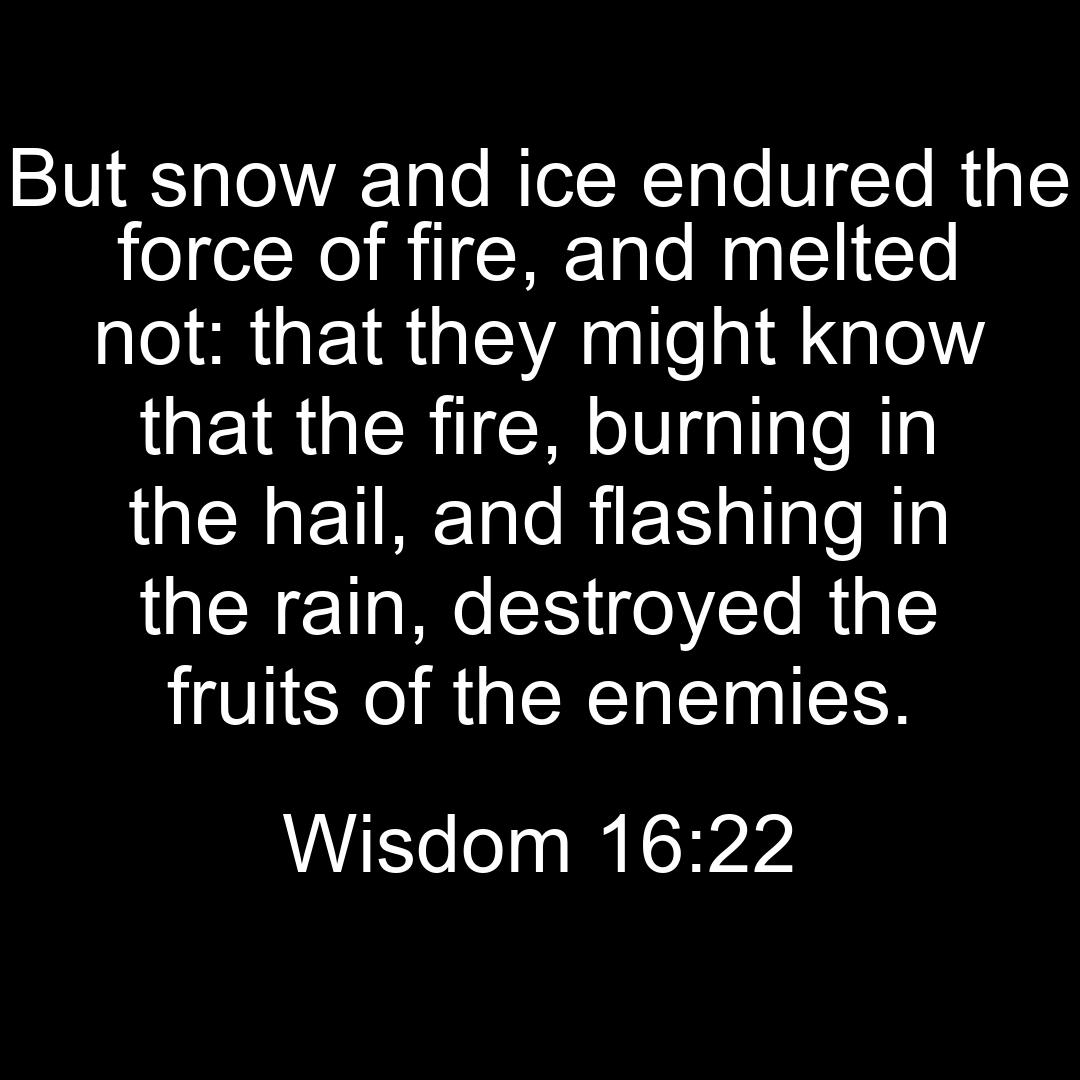 But snow and ice endured the
force of fire, and melted
not: that they might know
that the fire, burning in
the hail, and flashing in
the rain, destroyed the
fruits of the enemies.
Wisdom 16:22